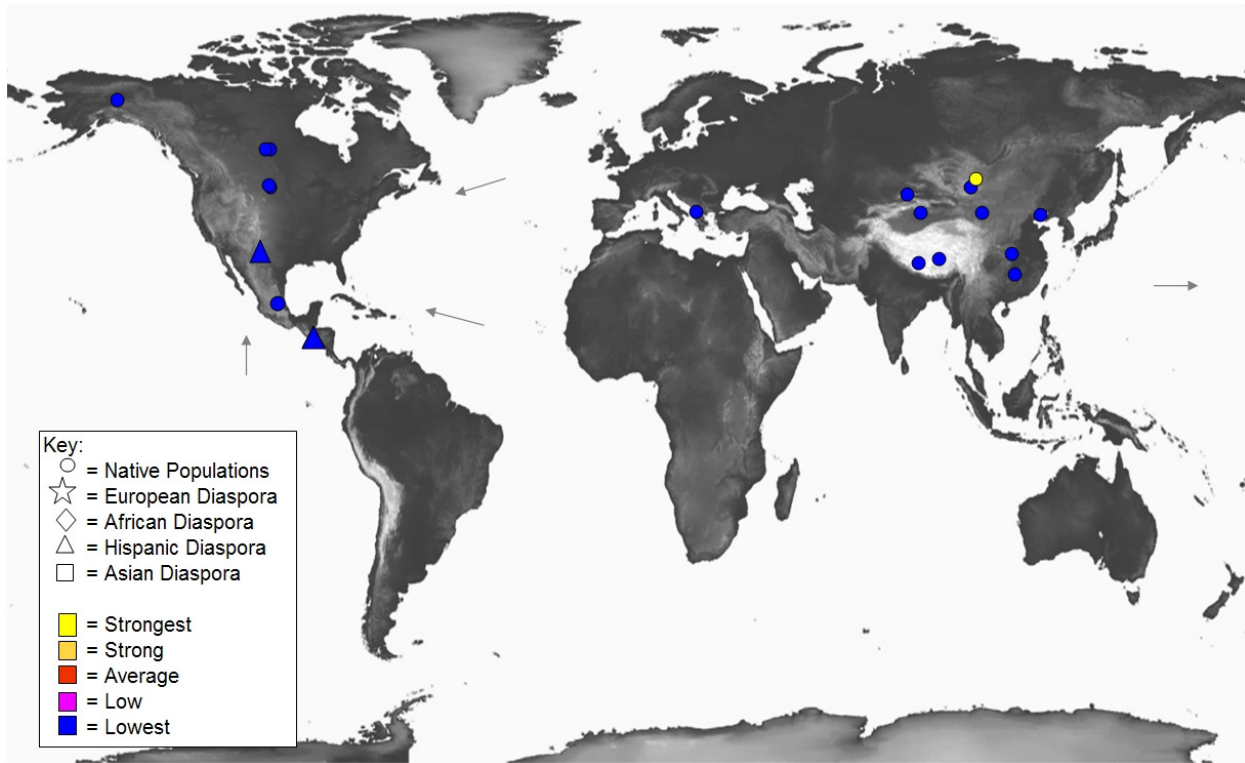 Key:
= Native Populations
= European Diaspora
= African Diaspora
= Hispanic Diaspora
= Asian Diaspora
= Strongest
= Strong
= Average
= Low
= Lowest